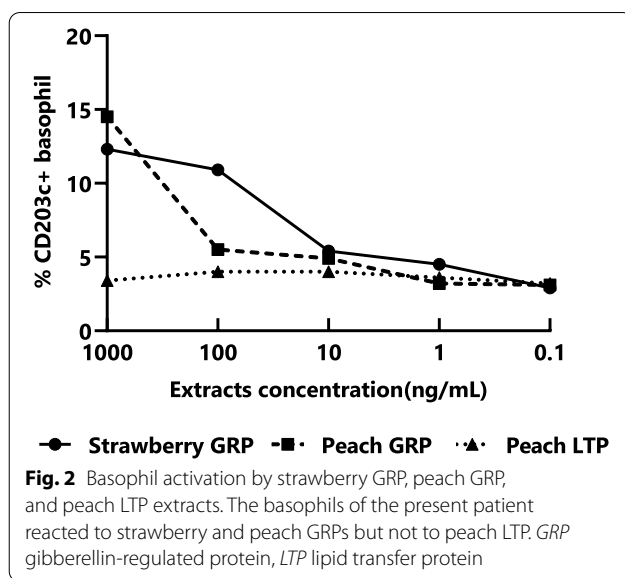 20
15
10
5
0
% CD203c+ basophil
1000 100 10 1 0.1
Extracts concentration(ng/mL)
Strawberry GRP Peach GRP Peach LTP
Fig. 2 Basophil activation by strawberry GRP, peach GRP,
and peach LTP extracts. The basophils of the present patient
reacted to strawberry and peach GRPs but not to peach LTP. GRP
gibberellin-regulated protein, LTP lipid transfer protein